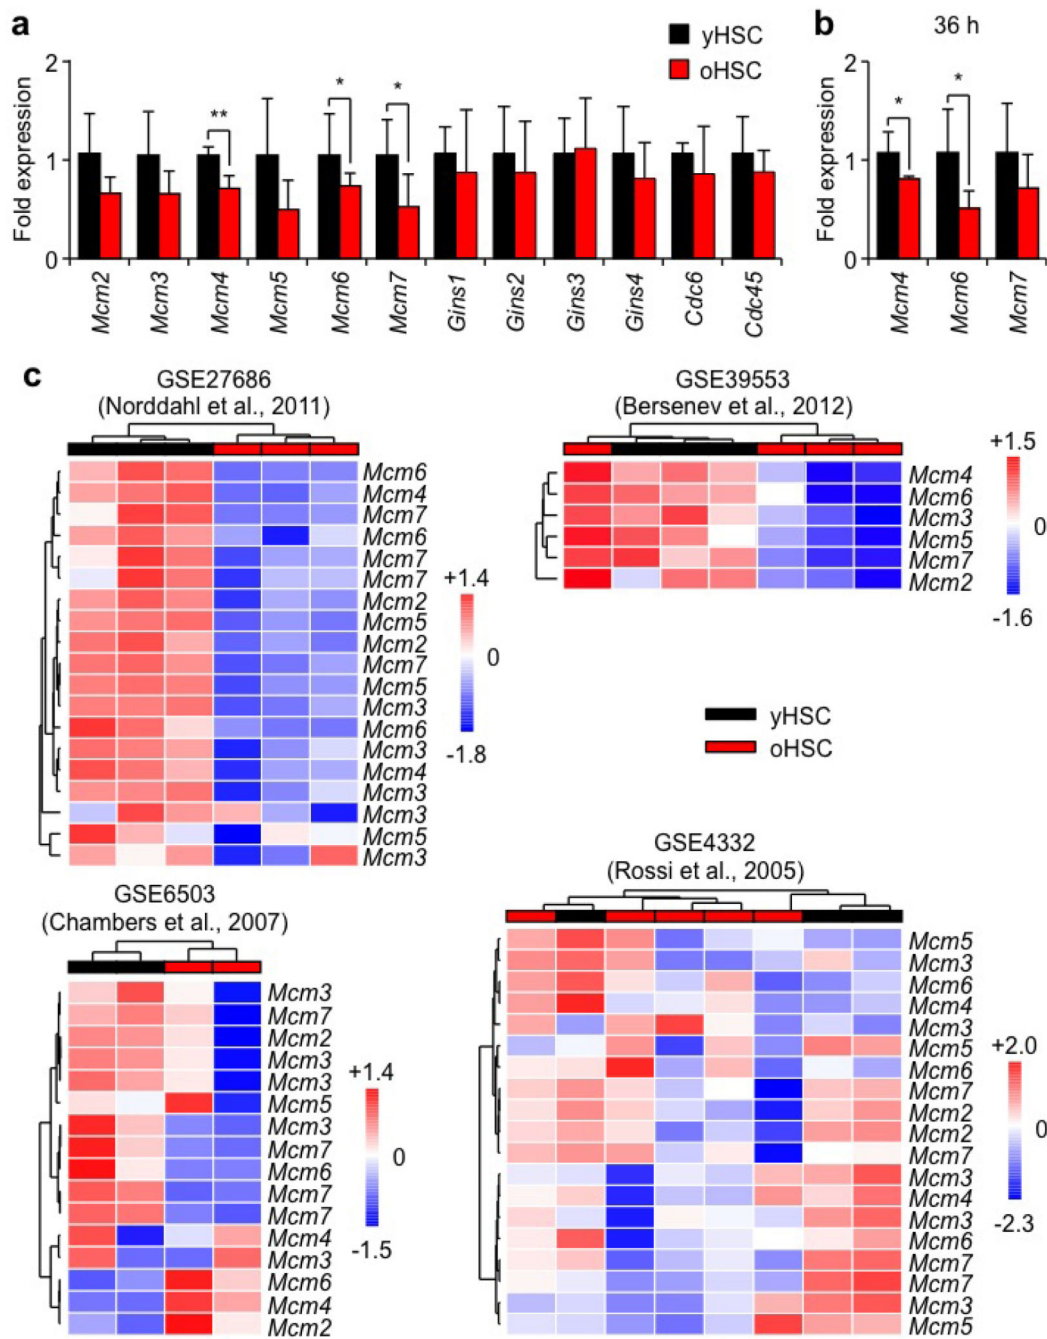 a
yHSC
oHSC
Fold expression
2
1
0
**
*
*
Mcm2
Mcm3
Mcm4
Mcm5
Mcm6
Mcm7
Gins1
Gins2
Gins3
Gins4
Cdc6
Cdc45
b
36 h
Fold expression
2
1
0
*
*
Mcm4
Mcm6
Mcm7
c
GSE27686
(Norddahl et al., 2011)
Mcm6
Mcm4
Mcm7
Mcm6
Mcm7
Mcm7
Mcm2
Mcm5
Mcm2
Mcm7
Mcm5
Mcm3
Mcm6
Mcm3
Mcm4
Mcm3
Mcm3
Mcm5
Mcm3
+1.4
0
-1.8
GSE39553
(Bersenev et al., 2012)
Mcm4
Mcm6
Mcm3
Mcm5
Mcm7
Mcm2
+1.5
0
-1.6
yHSC
oHSC
GSE6503
(Chambers et al., 2007)
Mcm3
Mcm7
Mcm2
Mcm3
Mcm3
Mcm5
Mcm3
Mcm7
Mcm6
Mcm7
Mcm7
Mcm4
Mcm3
Mcm6
Mcm4
Mcm2
+1.4
0
-1.5
GSE4332
(Rossi et al., 2005)
Mcm5
Mcm3
Mcm6
Mcm4
Mcm3
Mcm5
Mcm6
Mcm7
Mcm2
Mcm2
Mcm7
Mcm3
Mcm4
Mcm3
Mcm6
Mcm7
Mcm7
Mcm3
Mcm5
+2.0
0
-2.3